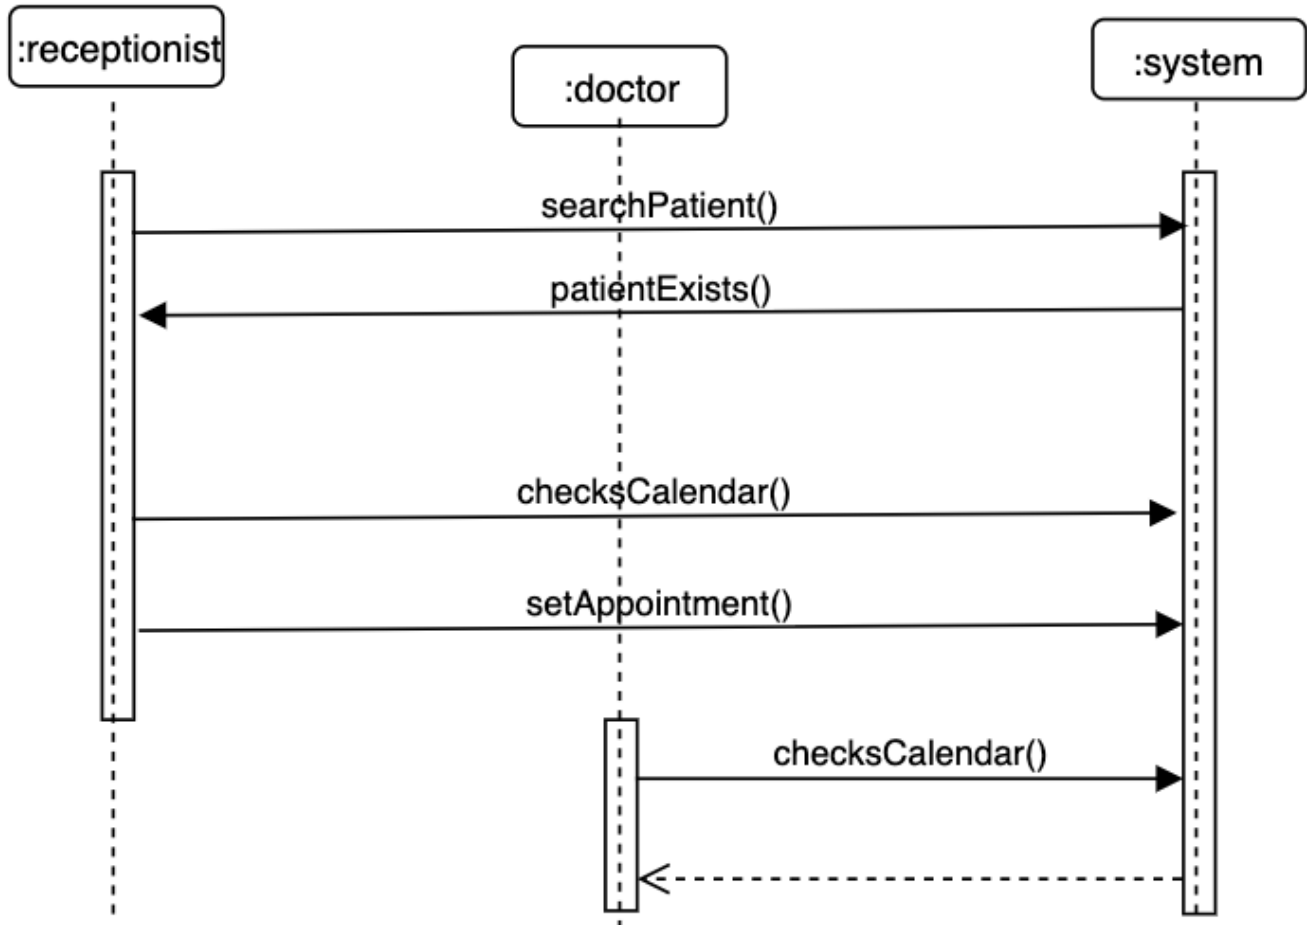 :receptionist
:doctor
:system
searchPatient()
patientExists()
checksCalendar()
setAppointment()
checksCalendar()